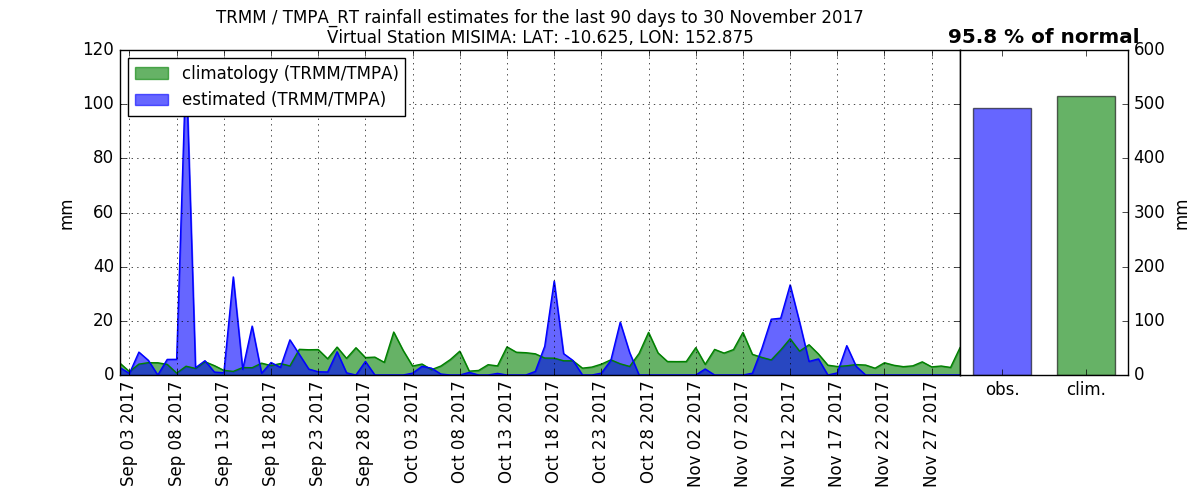 TRMM / TMPA_RT rainfall estimates for the last 90 days to 30 November 2017
Virtual Station MISIMA: LAT: -10.625, LON: 152.875
95.8 % of normal
climatology (TRMM/TMPA)
estimated (TRMM/TMPA)
120
100
80
60
40
20
0
mm
Sep 03 2017
Sep 08 2017
Sep 13 2017
Sep 18 2017
Sep 23 2017
Sep 28 2017
Oct 03 2017
Oct 08 2017
Oct 13 2017
Oct 18 2017
Oct 23 2017
Oct 28 2017
Nov 02 2017
Nov 07 2017
Nov 12 2017
Nov 17 2017
Nov 22 2017
Nov 27 2017
600
500
400
300
200
100
0
mm
obs.
clim.